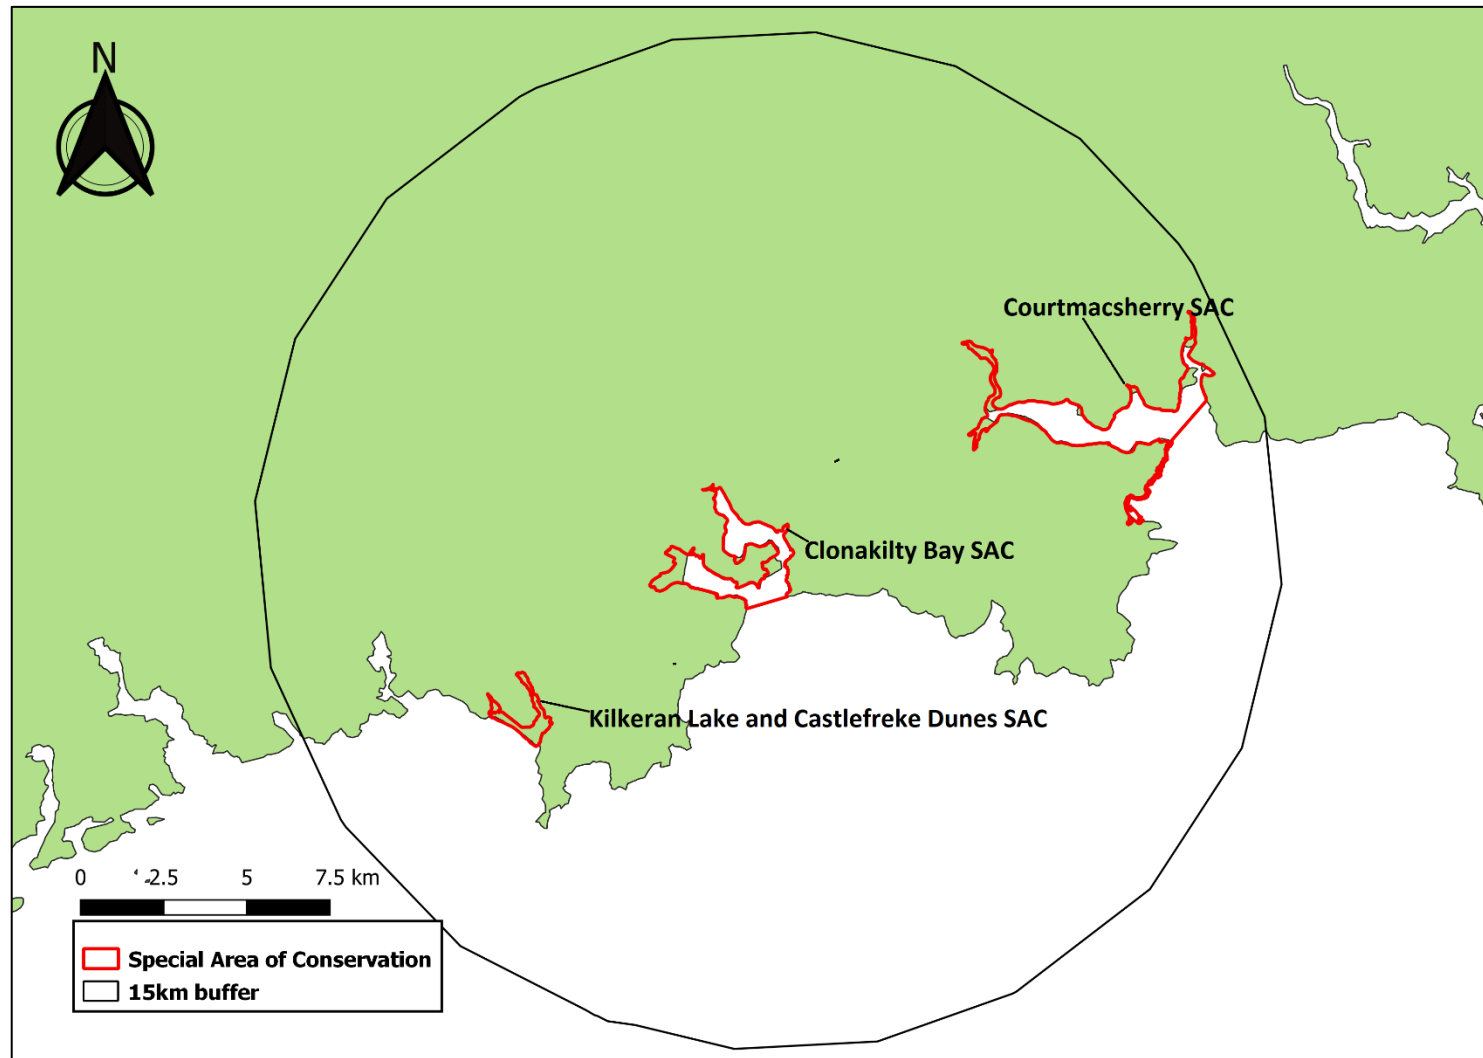 N
Courtmacsherry SAC
Clonakilty Bay SAC
Kilkeran Lake and Castlefreke Dunes SAC
0 2.5 5 7.5 km
Special Area of Conservation
15km buffer